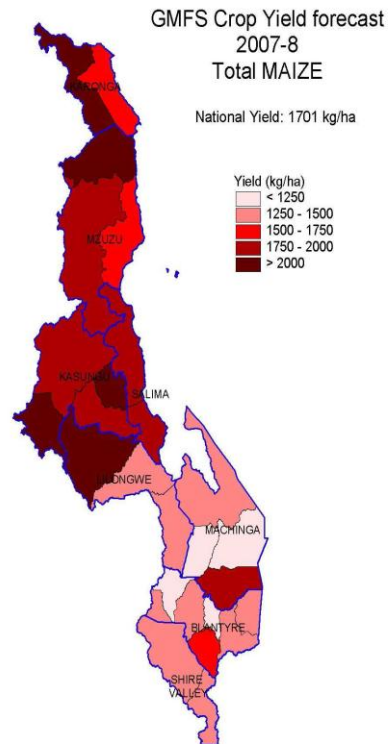 GMFS Crop Yield forecast
2007-8
Total MAIZE
National Yield: 1701 kg/ha
Yield (kg/ha)
< 1250
1250 - 1500
1500 - 1750
1750 - 2000
> 2000
KARONGA
MZUZU
KASUNGU
SALIMA
LILONGWE
MACHINGA
BLANTYRE
SHIRE
VALLEY